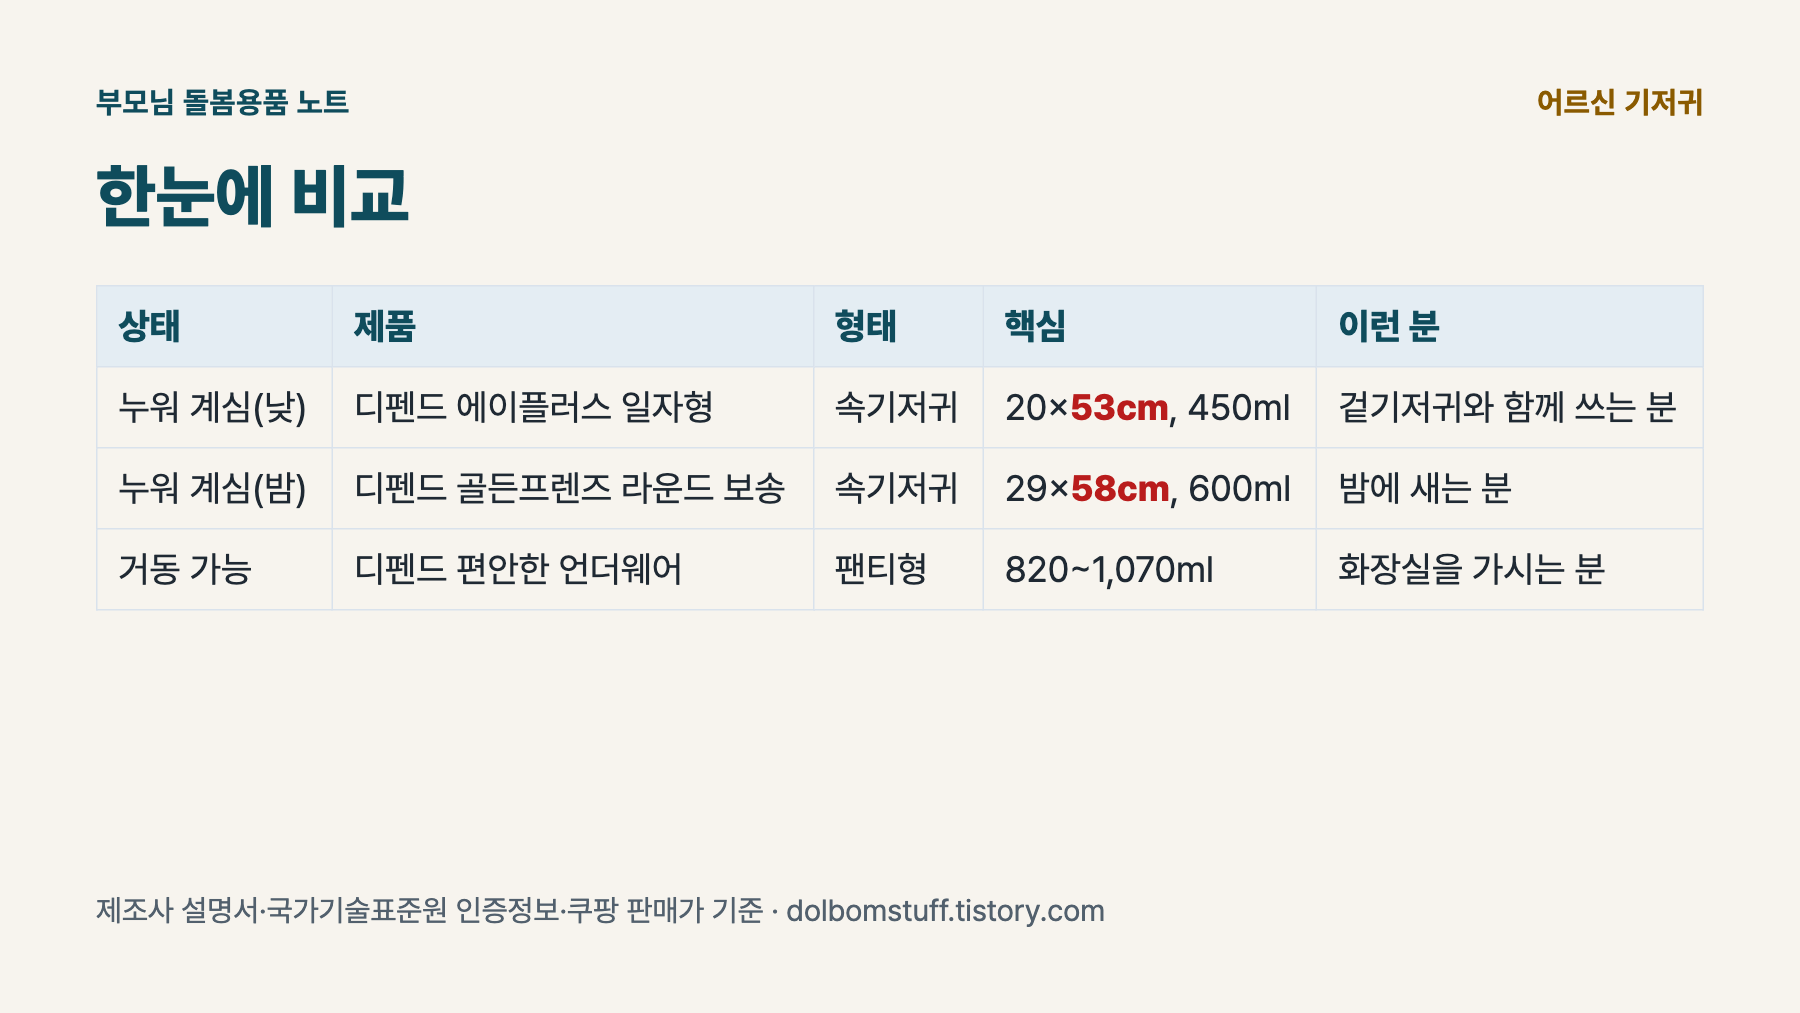 부모님 돌봄용품 노트
어르신 기저귀
한눈에 비교
상태 제품 형태 핵심 이런 분
누워 계심(낮) 디펜드 에이플러스 일자형 속기저귀 20×53cm, 450ml 겉기저귀와 함께 쓰는 분
누워 계심(밤) 디펜드 골든프렌즈 라운드 보송 속기저귀 29×58cm, 600ml 밤에 새는 분
거동 가능 디펜드 편안한 언더웨어 팬티형 820~1,070ml 화장실을 가시는 분
제조사 설명서·국가기술표준원 인증정보·쿠팡 판매가 기준 · dolbomstuff.tistory.com